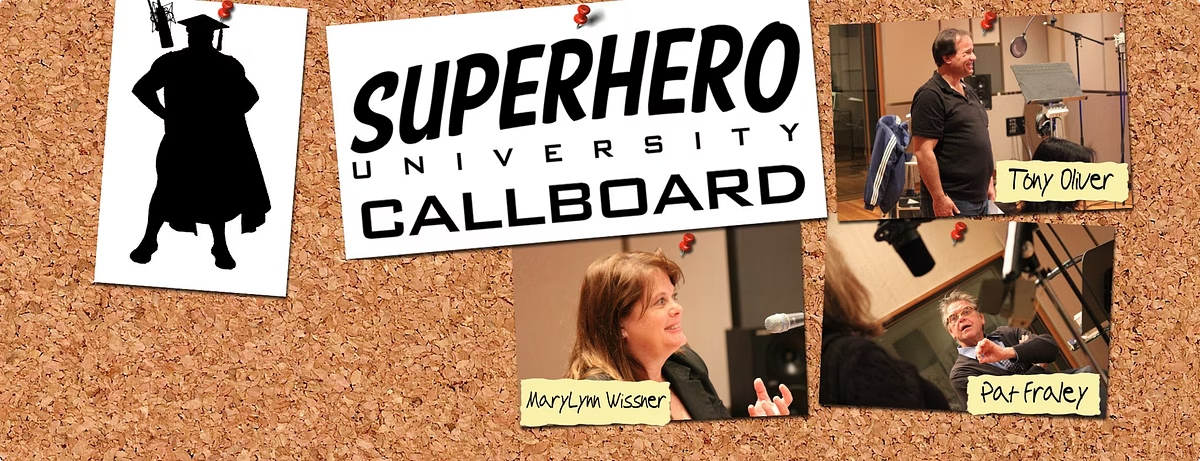 SUPERHERO
UNIVERSITY
CALLBOARD
Tony Oliver
MaryLynn Wissner
Pat Fraley